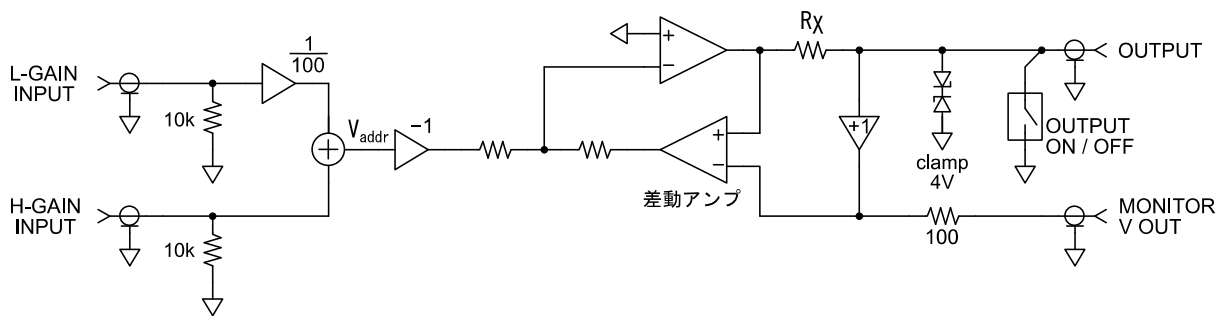 L-GAIN
INPUT
1
100
10k
V_addr
-1
H-GAIN
INPUT
10k
+
-
RX
OUTPUT
+
-
差動アンプ
+1
clamp
4V
OUTPUT
ON / OFF
100
MONITOR
V OUT